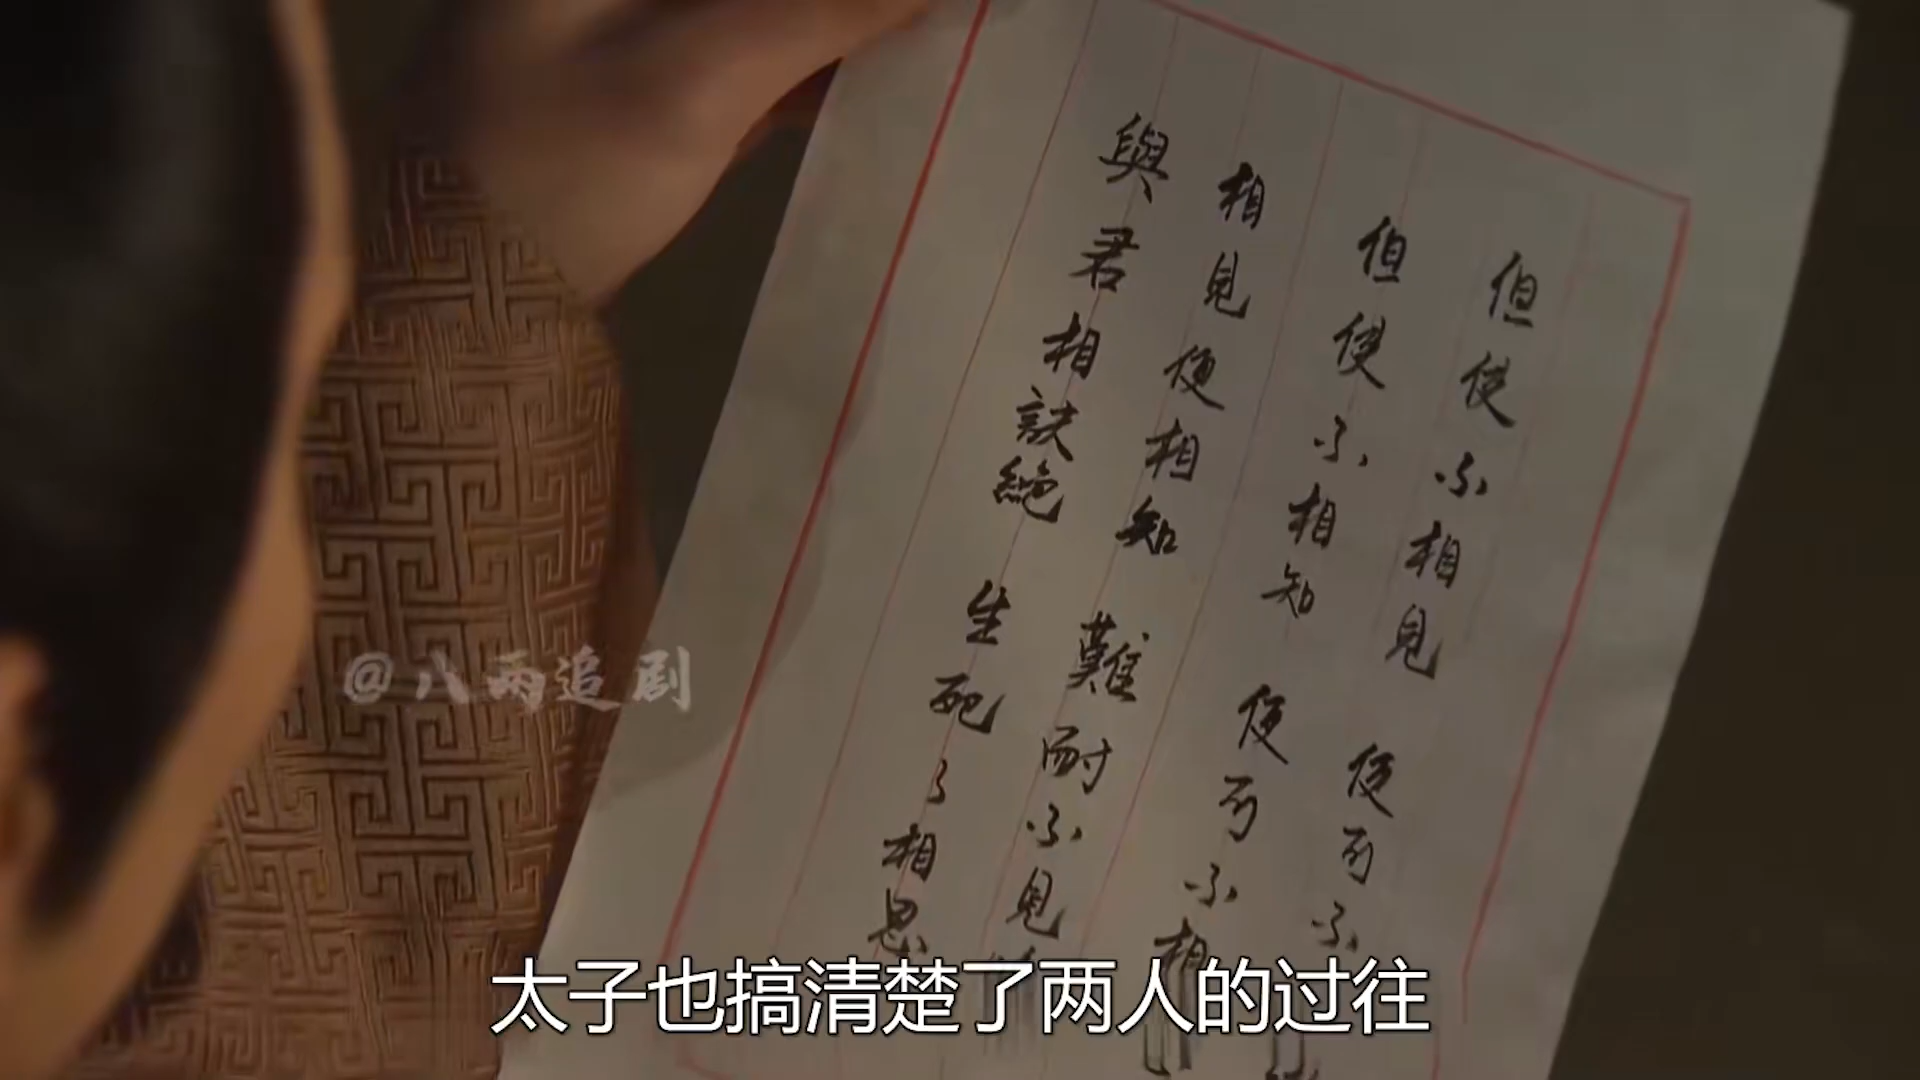 但使不相見 便可不
但使不相知 便可不相
相見便相知 難耐不見
與君相訣絕 生死了相思
@八两追剧
太子也搞清楚了两人的过往